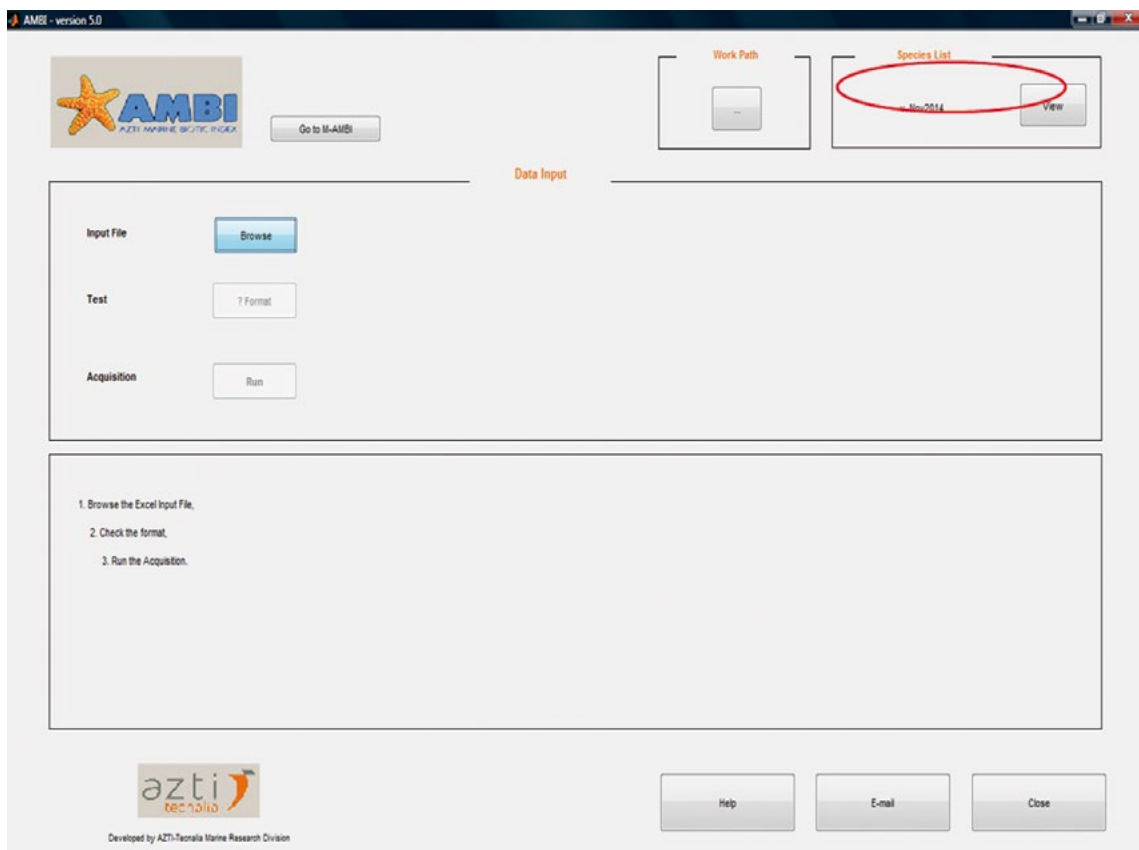 AMBI - version 5.0
Work Path
Species List
AMBI
AZTI MARINE BIOTIC INDEX
Go to M-AMBI
...
v. Nov2014
View
Data Input
Input File
Browse
Test
? Format
Acquisition
Run
1. Browse the Excel Input File,
2. Check the format,
3. Run the Acquisition.
azti
tecnalia
Developed by AZTI-Tecnalia Marine Research Division
Help
E-mail
Close